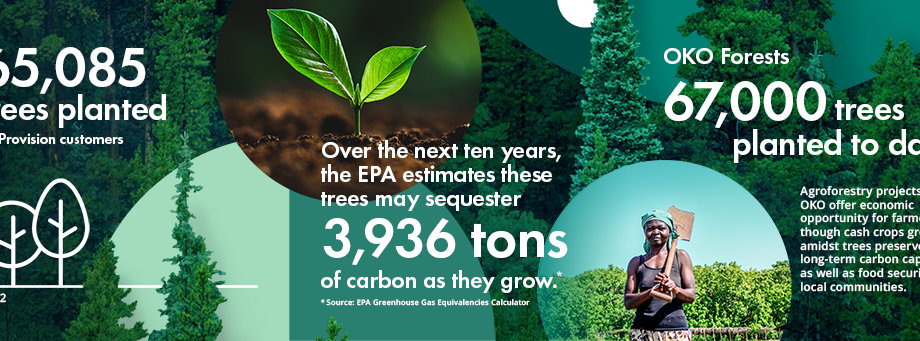 65,085
trees planted
Provision customers
2
Over the next ten years,
the EPA estimates these
trees may sequester
3,936 tons
of carbon as they grow.*
* Source: EPA Greenhouse Gas Equivalencies Calculator
OKO Forests
67,000 trees
planted to da
Agroforestry projects
OKO offer economic
opportunity for farme
though cash crops gro
amidst trees preserve
long-term carbon cap
as well as food securi
local communities.